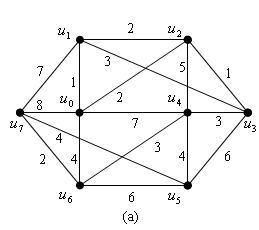 u₁ 2 u₂
7 3 5 1
1
8 u₀ 2 u₄
u₇ 7 3 u₃
4 3
2 4 4 6
u₆ 6 u₅
(a)